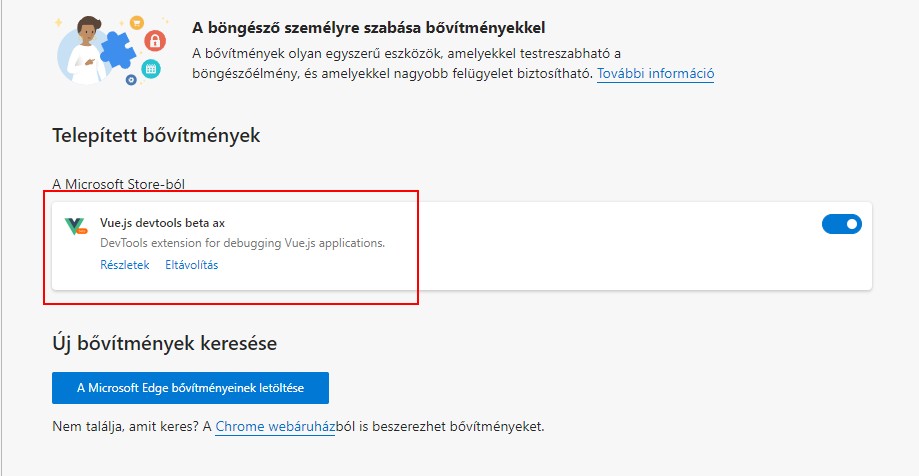 A böngésző személyre szabása bővítményekkel
A bővítmények olyan egyszerű eszközök, amelyekkel testreszabható a
böngészőélmény, és amelyekkel nagyobb felügyelet biztosítható. További információ
Telepített bővítmények
A Microsoft Store-ból
Vue.js devtools beta ax
DevTools extension for debugging Vue.js applications.
Részletek Eltávolítás
Új bővítmények keresése
A Microsoft Edge bővítményeinek letöltése
Nem találja, amit keres? A Chrome webáruházból is beszerezhet bővítményeket.